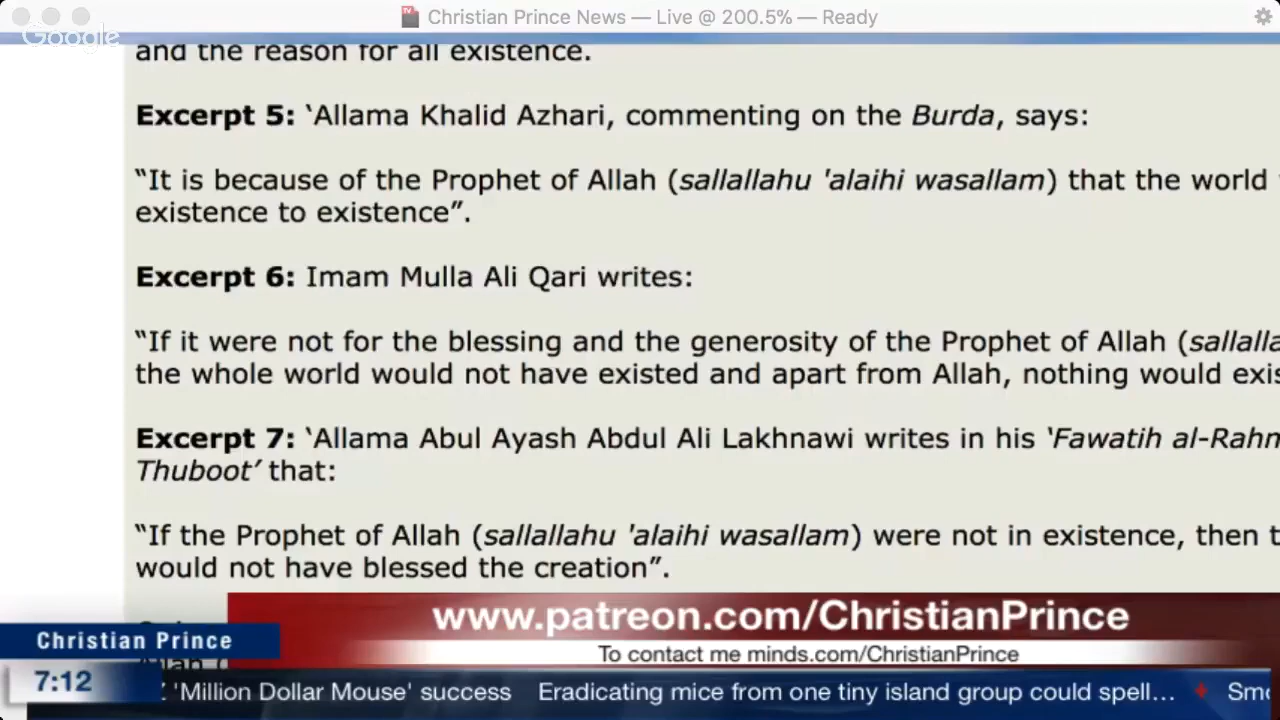 Christian Prince News — Live @ 200.5% — Ready
Google
and the reason for all existence.
Excerpt 5: ‘Allama Khalid Azhari, commenting on the Burda, says:
“It is because of the Prophet of Allah (sallallahu 'alaihi wasallam) that the world
existence to existence”.
Excerpt 6: Imam Mulla Ali Qari writes:
“If it were not for the blessing and the generosity of the Prophet of Allah (
the whole world would not have existed and apart from Allah, nothing would
Excerpt 7: ‘Allama Abul Ayash Abdul Ali Lakhnawi writes in his ‘Fawatih
Thuboot’ that:
“If the Prophet of Allah (sallallahu 'alaihi wasallam) were not in existence, then
would not have blessed the creation”.
www.patreon.com/ChristianPrince
Christian Prince
To contact me minds.com/ChristianPrince
7:12
'Million Dollar Mouse' success Eradicating mice from one tiny island group could spell...